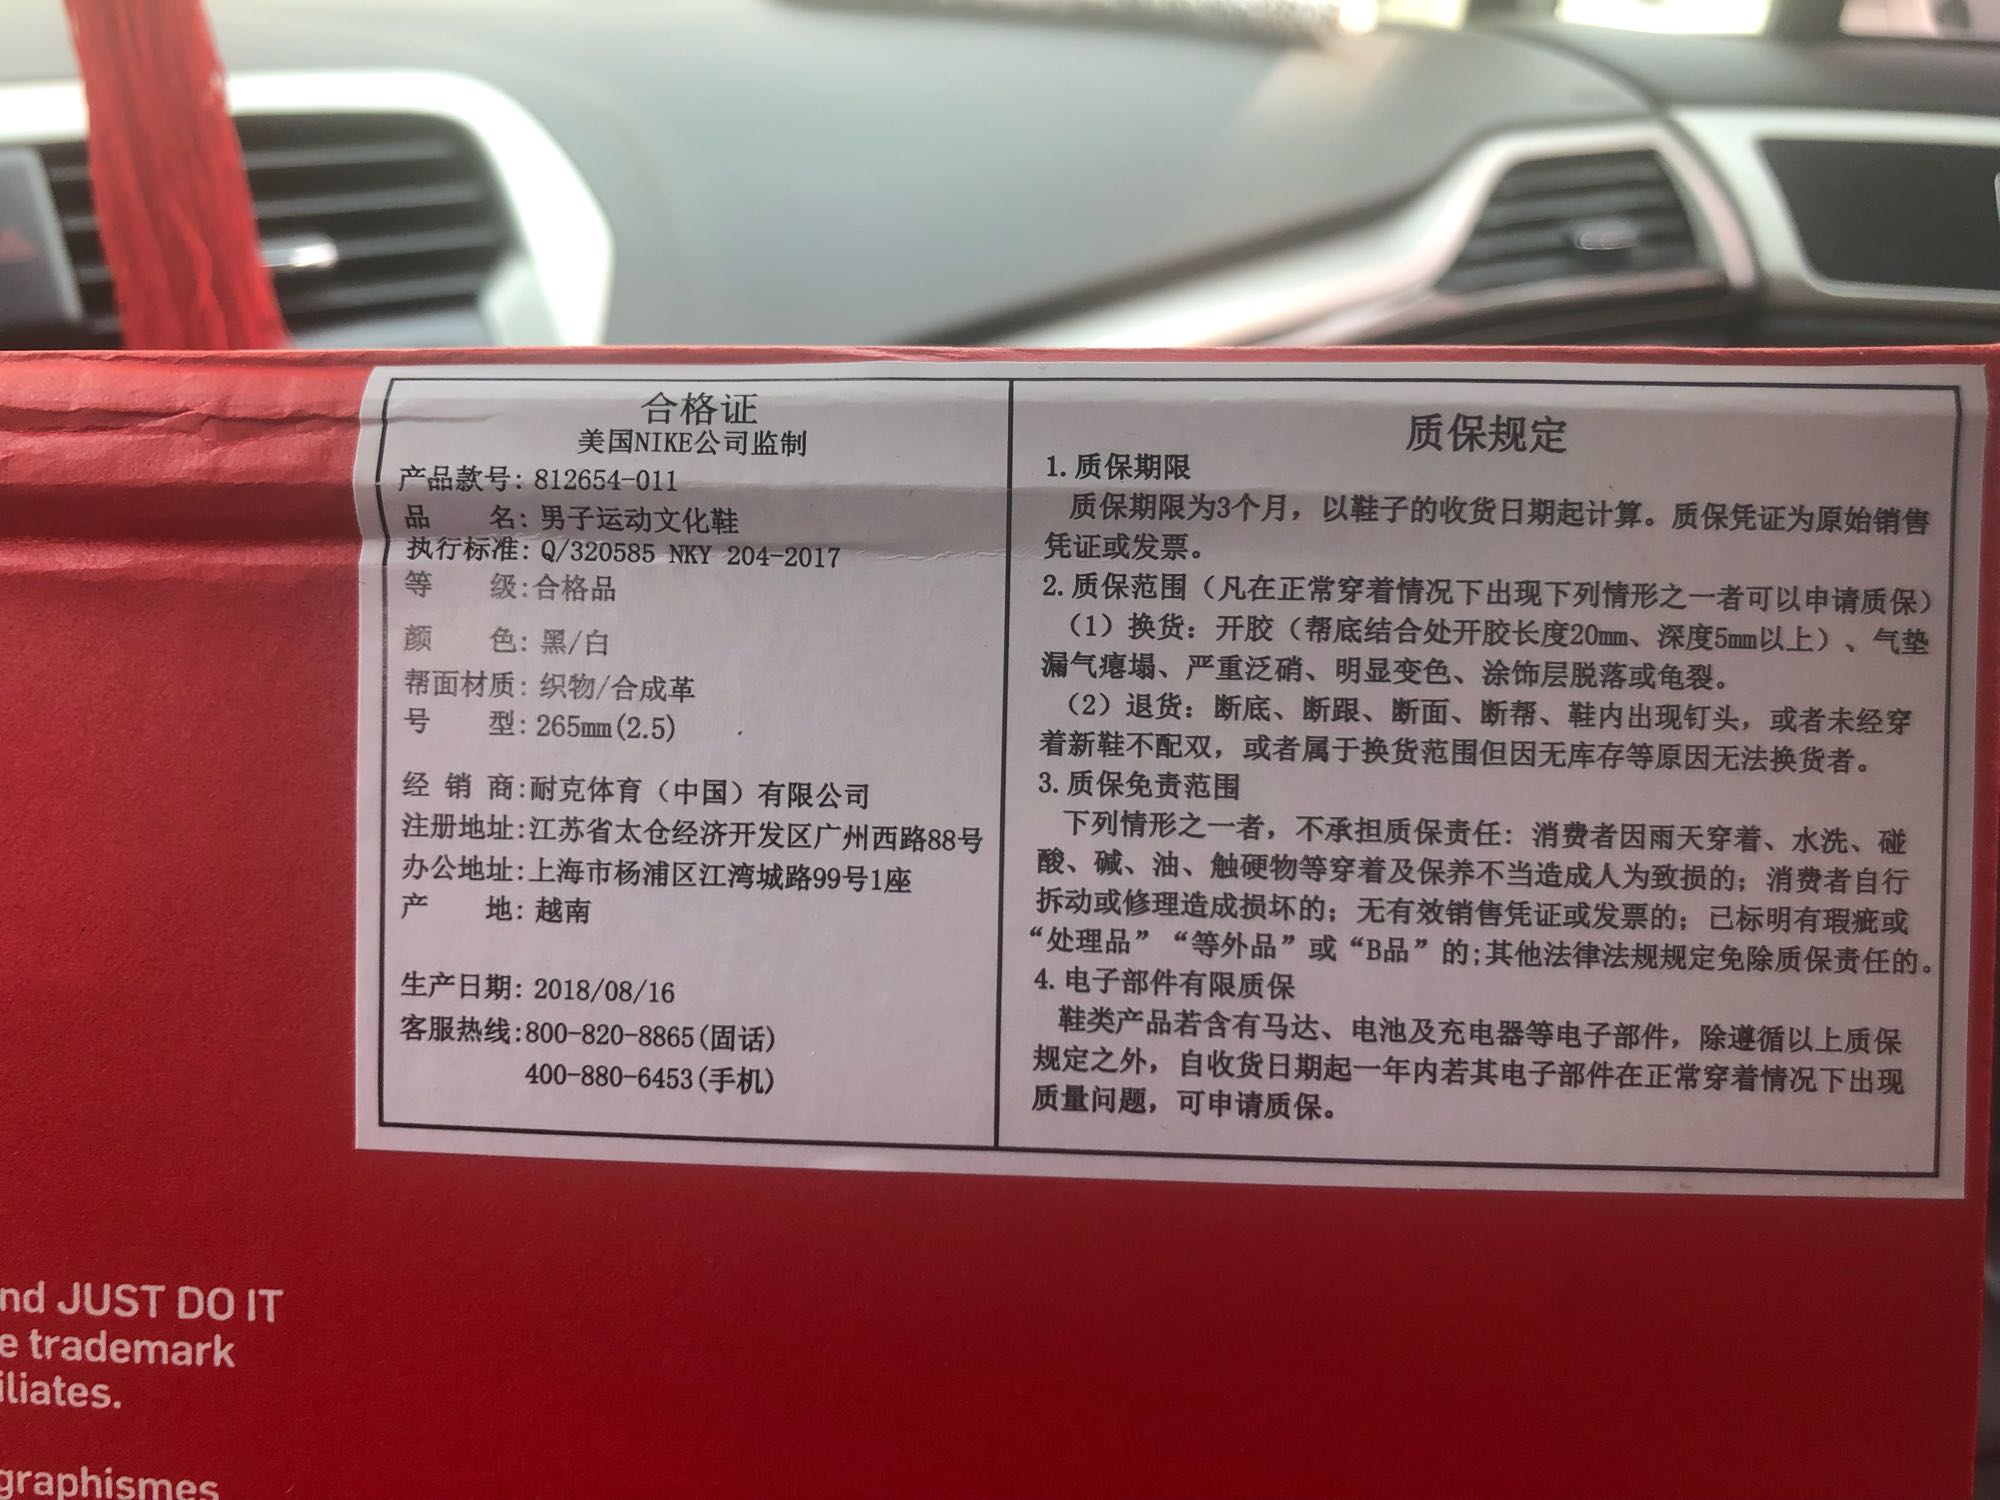 合格证
美国NIKE公司监制
产品款号: 812654-011
品 名: 男子运动文化鞋
执行标准: Q/320585 NKY 204-2017
等 级:合格品
颜 色: 黑/白
帮面材质: 织物/合成革
号 型: 265mm(2.5)
经 销 商:耐克体育（中国）有限公司
注册地址:江苏省太仓经济开发区广州西路88号
办公地址:上海市杨浦区江湾城路99号1座
产 地: 越南
生产日期: 2018/08/16
客服热线:800-820-8865(固话)
400-880-6453(手机)
质保规定
1. 质保期限
质保期限为3个月，以鞋子的收货日期起计算。质保凭证为原始销售
凭证或发票。
2. 质保范围（凡在正常穿着情况下出现下列情形之一者可以申请质保）
（1）换货：开胶（帮底结合处开胶长度20mm、深度5mm以上）、气垫
漏气瘪塌、严重泛硝、明显变色、涂饰层脱落或龟裂。
（2）退货：断底、断跟、断面、断帮、鞋内出现钉头，或者未经穿
着新鞋不配双，或者属于换货范围但因无库存等原因无法换货者。
3. 质保免责范围
下列情形之一者，不承担质保责任：消费者因雨天穿着、水洗、碰
酸、碱、油、触硬物等穿着及保养不当造成人为致损的；消费者自行
拆动或修理造成损坏的；无有效销售凭证或发票的；已标明有瑕疵或
“处理品”“等外品”或“B品”的;其他法律法规规定免除质保责任的。
4. 电子部件有限质保
鞋类产品若含有马达、电池及充电器等电子部件，除遵循以上质保
规定之外，自收货日期起一年内若其电子部件在正常穿着情况下出现
质量问题，可申请质保。
nd JUST DO IT
e trademark
iliates.
graphismes